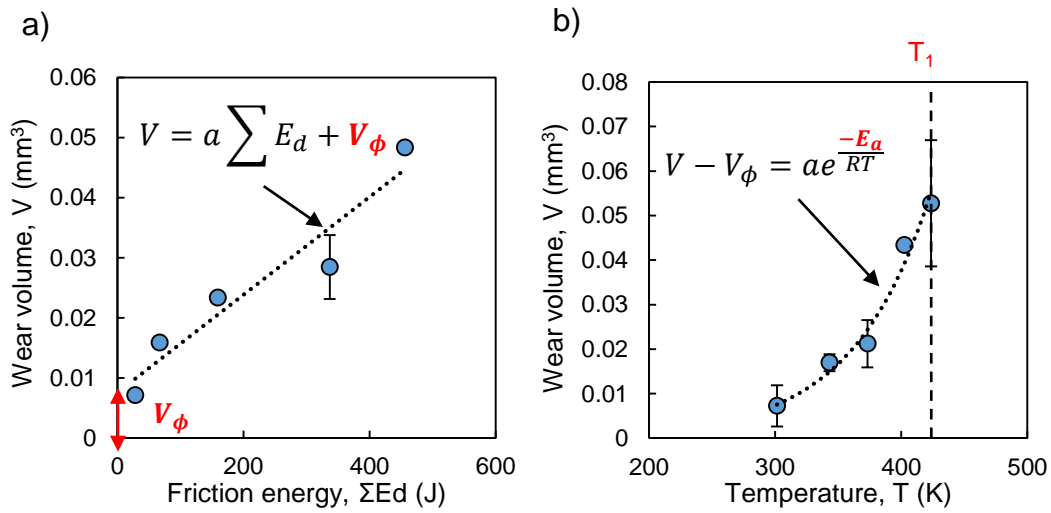 a)
Wear volume, V (mm³)
0.06
0.05
0.04
0.03
0.02
0.01
0
V = a ∑ E_d + V_ϕ
V_ϕ
0
200
400
600
Friction energy, ΣEd (J)
b)
T₁
Wear volume, V (mm³)
0.08
0.07
0.06
0.05
0.04
0.03
0.02
0.01
0
V − V_ϕ = ae^{-E_a/RT}
200
300
400
500
Temperature, T (K)